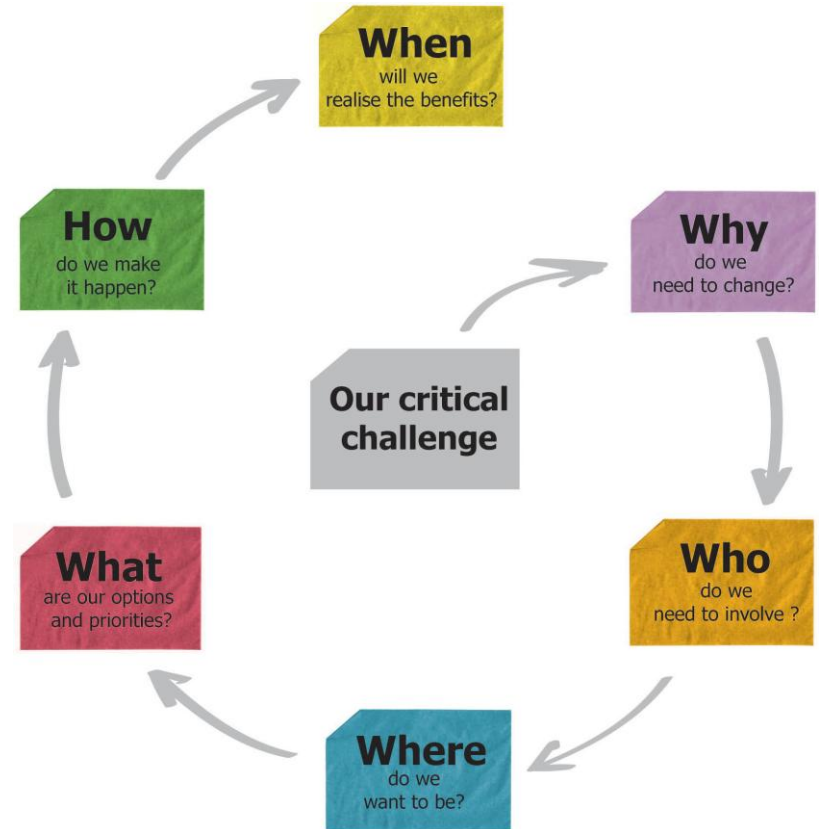 When
will we
realise the benefits?
How
do we make
it happen?
Why
do we
need to change?
Our critical
challenge
What
are our options
and priorities?
Who
do we
need to involve ?
Where
do we
want to be?